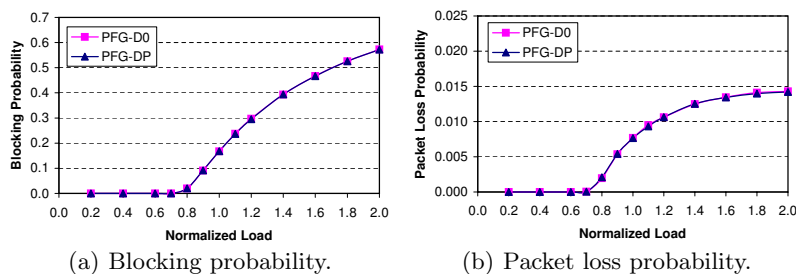 0.7
0.6
0.5
0.4
0.3
0.2
0.1
0.0
Blocking Probability
PFG-D0
PFG-DP
0.0 0.2 0.4 0.6 0.8 1.0 1.2 1.4 1.6 1.8 2.0
Normalized Load
(a) Blocking probability.
0.025
0.020
0.015
0.010
0.005
0.000
Packet Loss Probability
PFG-D0
PFG-DP
0.0 0.2 0.4 0.6 0.8 1.0 1.2 1.4 1.6 1.8 2.0
Normalized Load
(b) Packet loss probability.